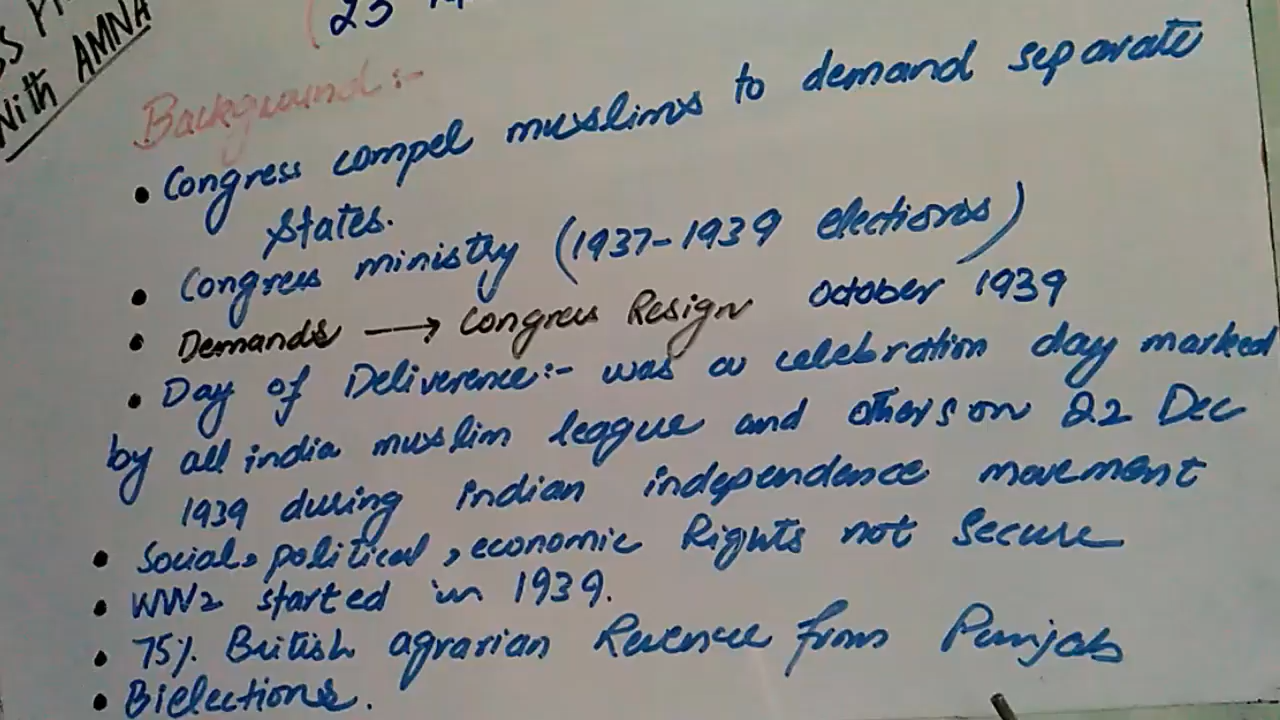 With AMNA
(23
Background:-
• Congress compel muslims to demand separate
states.
• Congress ministry (1937-1939 elections)
• Demands → Congress Resign october 1939
• Day of Deliverence:- was a celebration day marked
by all india muslim league and others on 22 Dec
1939 during indian independence movement
• Social, political, economic Rights not Secure
• WW2 started in 1939.
• 75% British agrarian Revenue from Punjab
• Bielections.